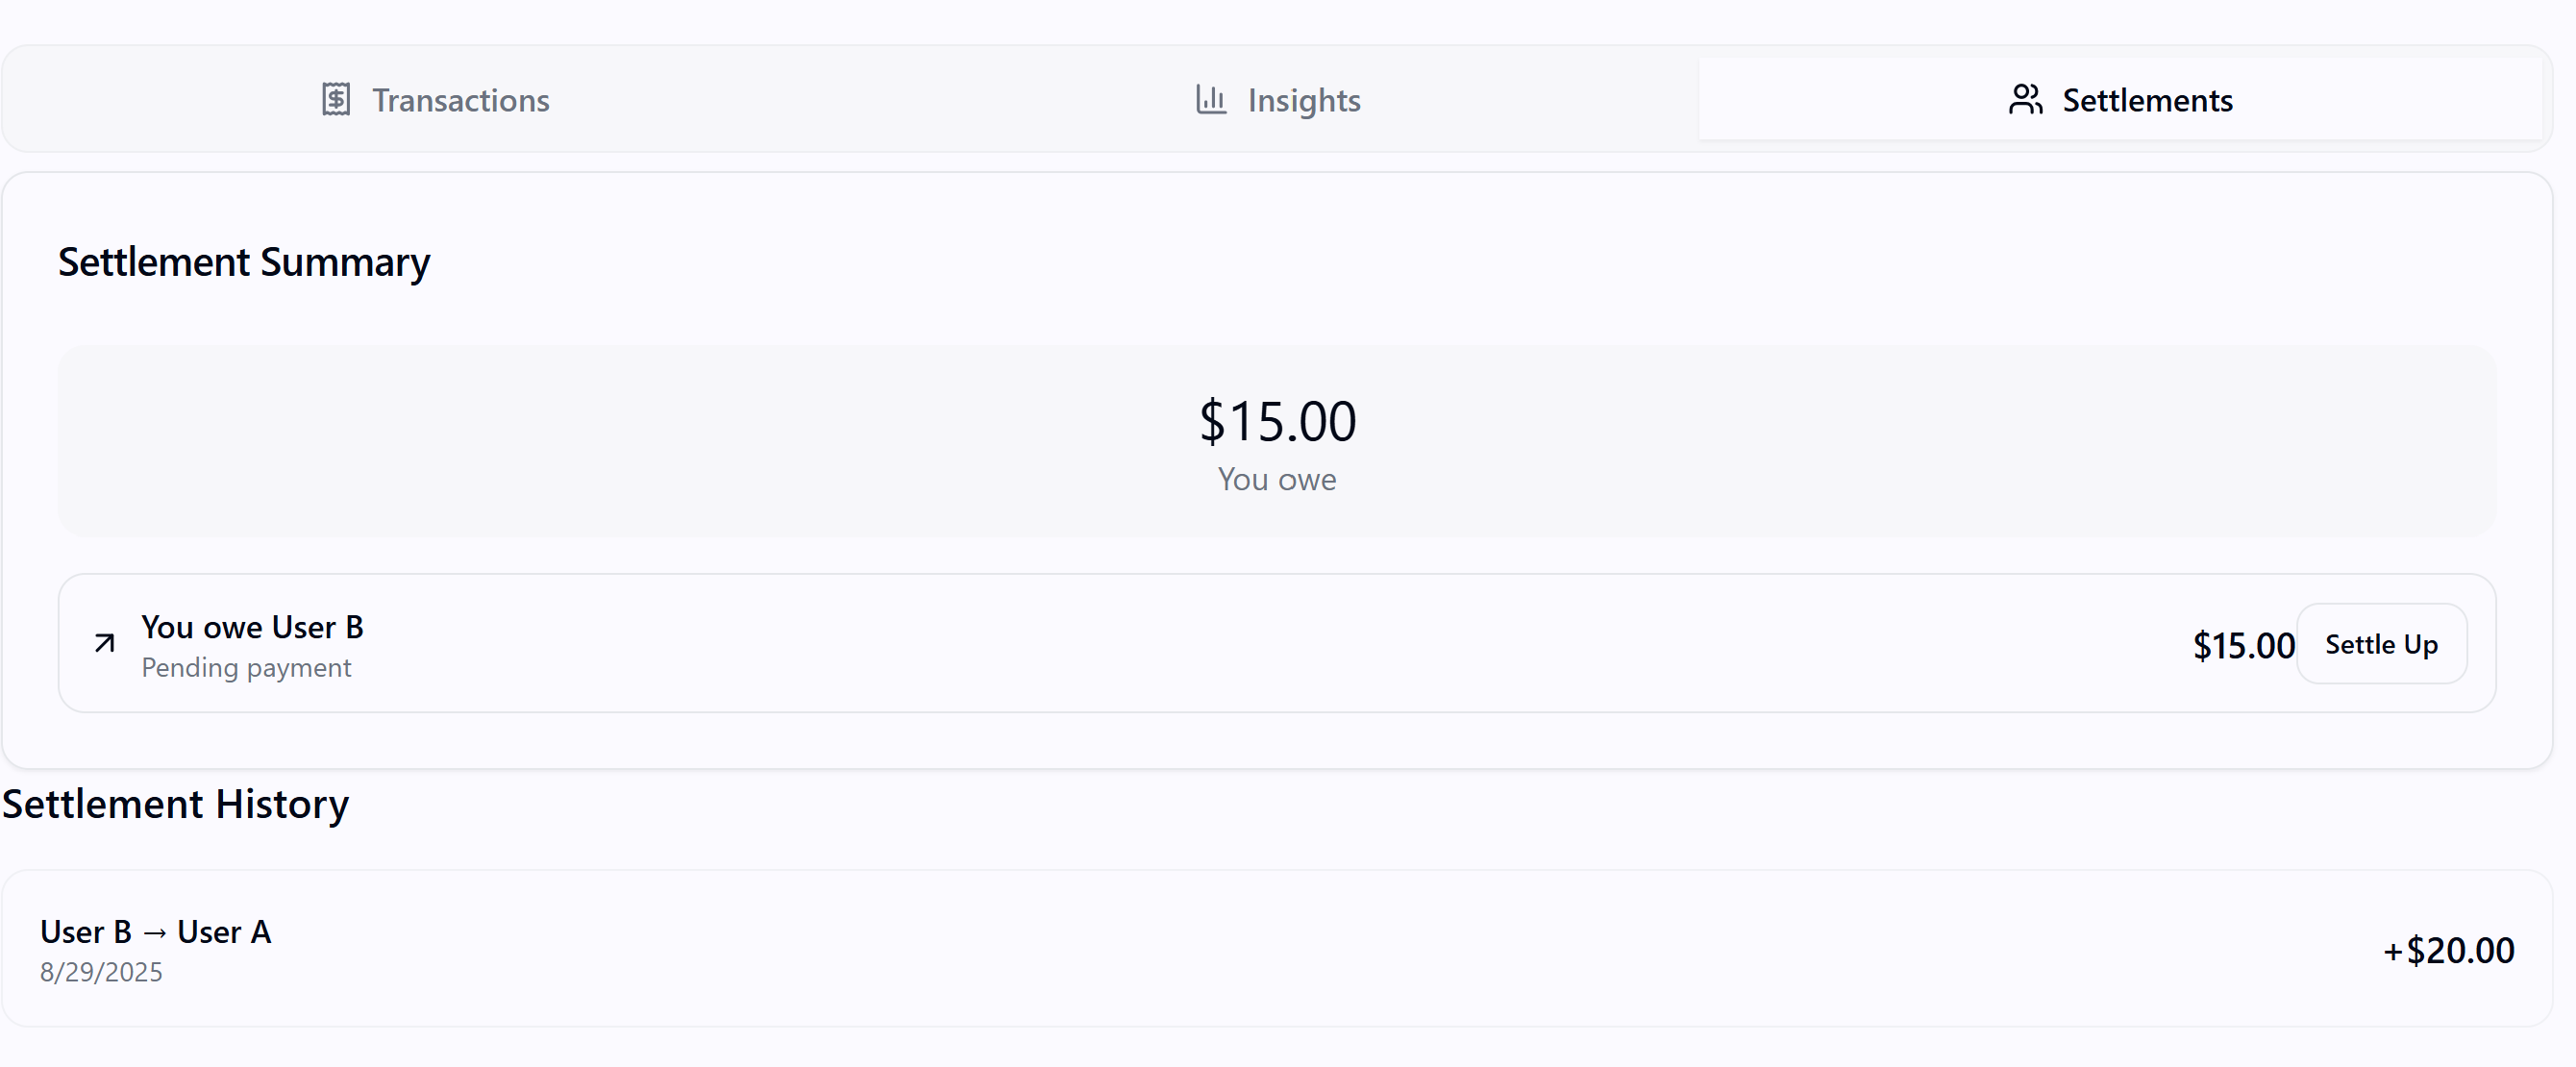 Transactions
Insights
Settlements
Settlement Summary
$15.00
You owe
You owe User B
Pending payment
$15.00
Settle Up
Settlement History
User B → User A
8/29/2025
+$20.00